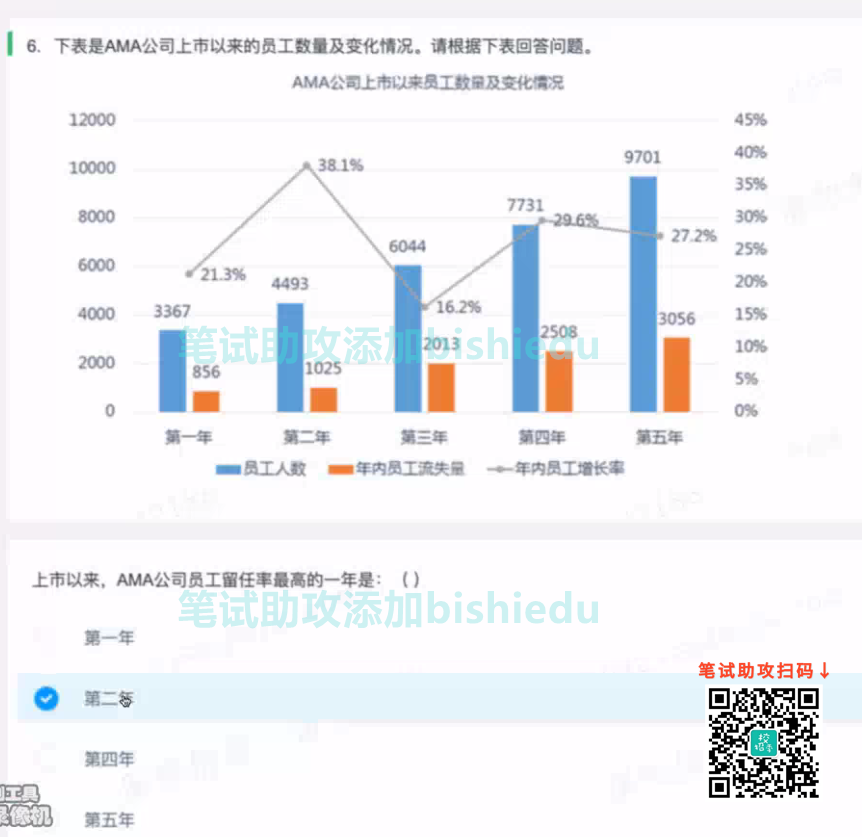 6. 下表是AMA公司上市以来的员工数量及变化情况。请根据下表回答问题。
AMA公司上市以来员工数量及变化情况
12000 45%
40%
10000 35%
38.1%
9701
8000 30%
7731
29.6%
27.2%
25%
6044
6000 21.3% 20%
4493
16.2%
4000 15%
3367
3056
笔试助攻添加bishiedu
2013
2508
10%
2000
856
1025
5%
0 0%
第一年 第二年 第三年 第四年 第五年
员工人数 年内员工流失量 年内员工增长率
上市以来，AMA公司员工留任率最高的一年是：（ ）
笔试助攻添加bishiedu
第一年
笔试助攻扫码↓
第二年
校招季
第四年
工具
录像机
第五年